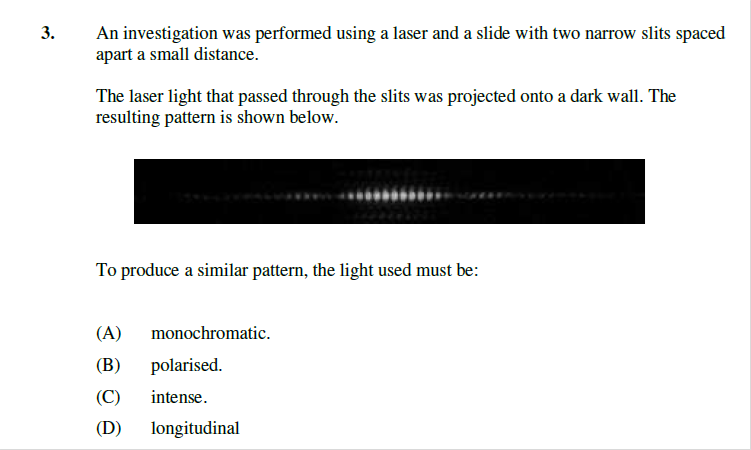 3. An investigation was performed using a laser and a slide with two narrow slits spaced
apart a small distance.
The laser light that passed through the slits was projected onto a dark wall. The
resulting pattern is shown below.
To produce a similar pattern, the light used must be:
(A) monochromatic.
(B) polarised.
(C) intense.
(D) longitudinal